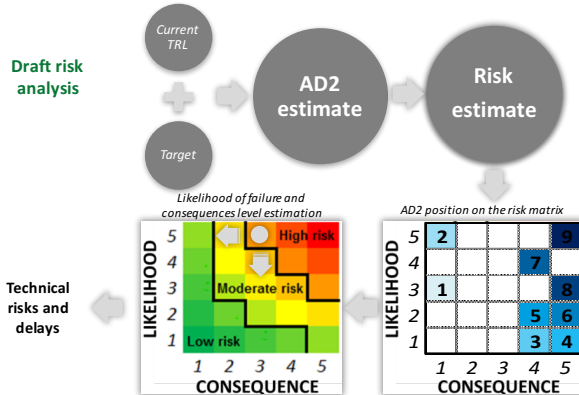 Current
TRL
Draft risk
analysis
Target
AD2
estimate
Risk
estimate
Likelihood of failure and
consequences level estimation
AD2 position on the risk matrix
Technical
risks and
delays
LIKELIHOOD
5
4
3
2
1
High risk
Moderate risk
Low risk
1 2 3 4 5
CONSEQUENCE
LIKELIHOOD
5 2 9
4 7
3 1 8
2 5 6
1 3 4
1 2 3 4 5
CONSEQUENCE